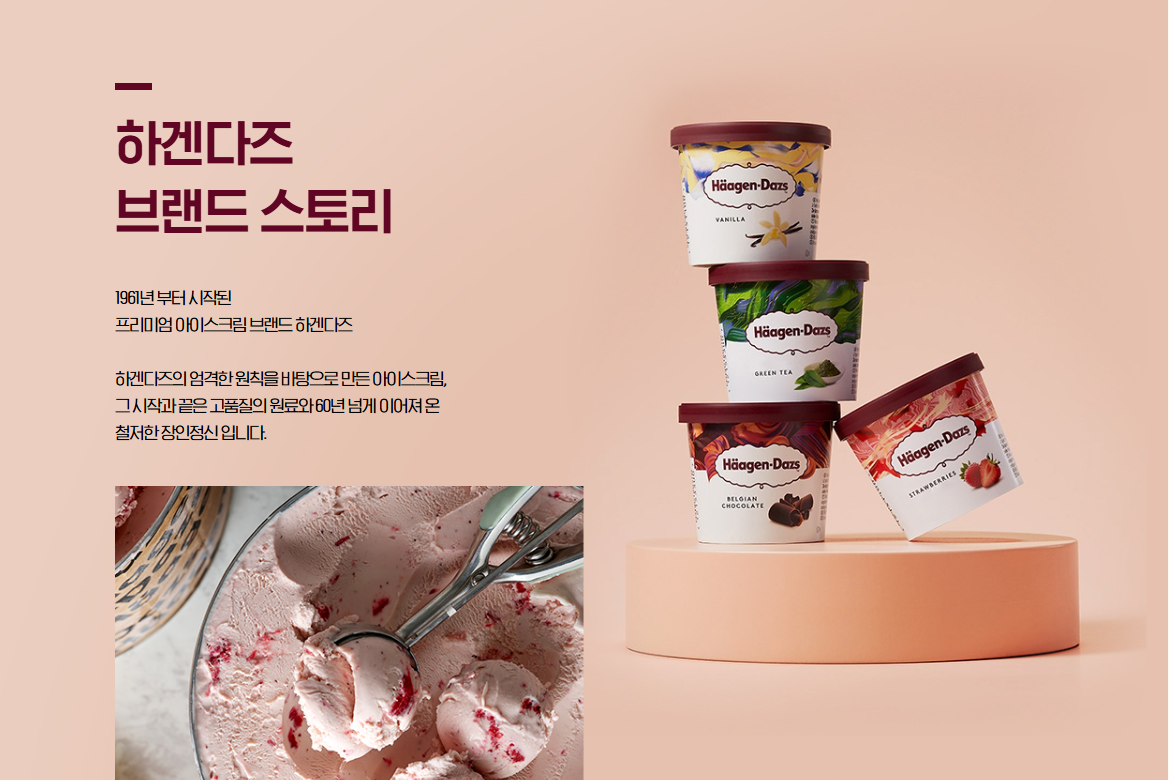 하겐다즈
브랜드 스토리
1961년 부터 시작된
프리미엄 아이스크림 브랜드 하겐다즈
하겐다즈의 엄격한 원칙을 바탕으로 만든 아이스크림,
그 시작과 끝은 고품질의 원료와 60년 넘게 이어져 온
철저한 장인정신 입니다.
Häagen-Dazs
VANILLA
Häagen-Dazs
GREEN TEA
Häagen-Dazs
BELGIAN
CHOCOLATE
Häagen-Dazs
STRAWBERRIES